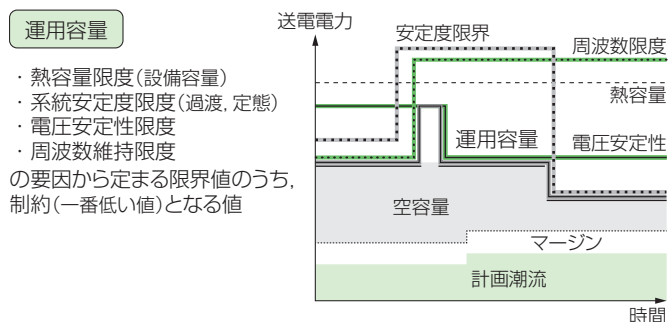 運用容量
・熱容量限度(設備容量)
・系統安定度限度(過渡, 定態)
・電圧安定性限度
・周波数維持限度
の要因から定まる限界値のうち,
制約(一番低い値)となる値
送電電力
安定度限界
周波数限度
熱容量
運用容量
電圧安定性
空容量
マージン
計画潮流
時間